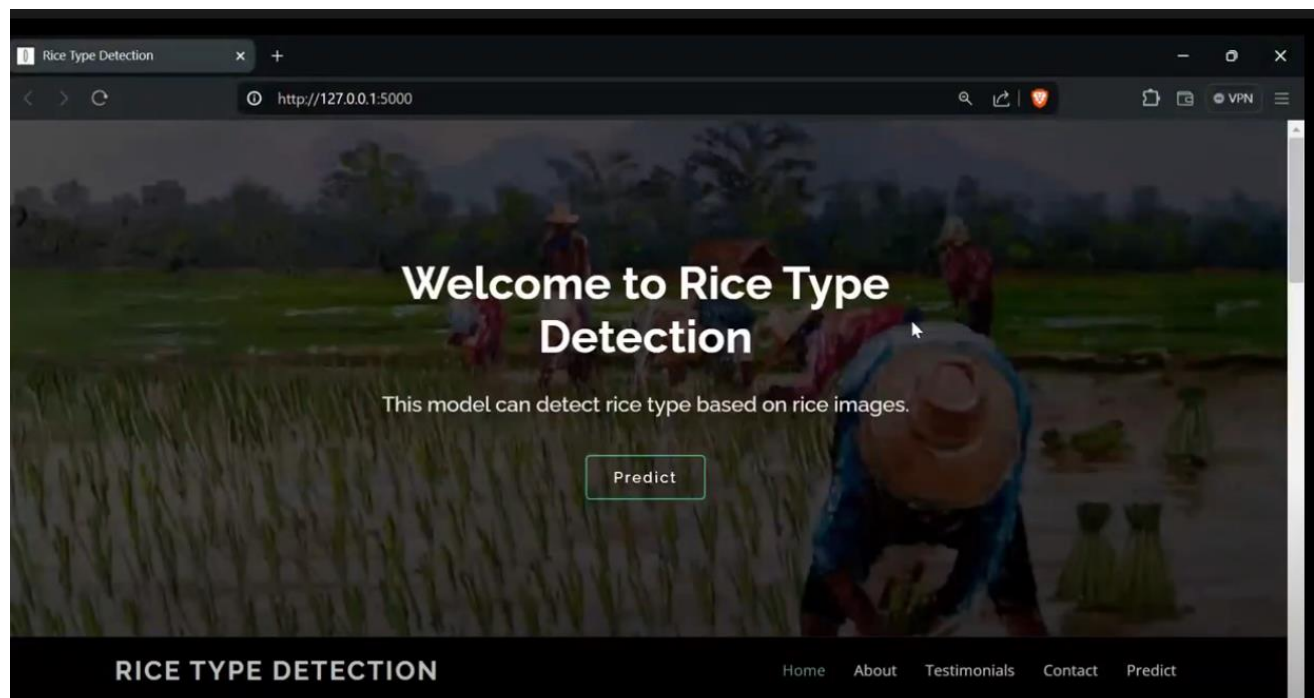 Rice Type Detection
http://127.0.0.1:5000
VPN
Welcome to Rice Type
Detection
This model can detect rice type based on rice images.
Predict
RICE TYPE DETECTION
Home About Testimonials Contact Predict